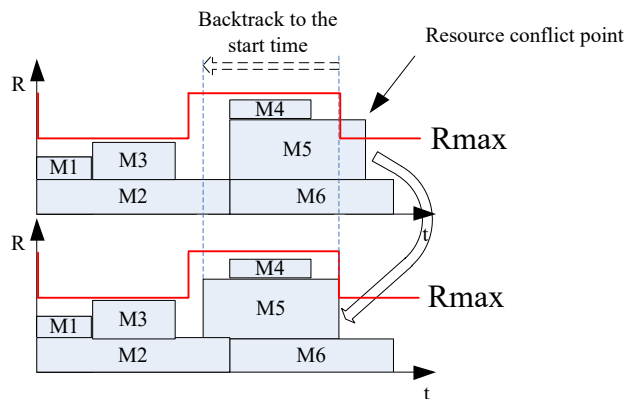 Backtrack to the
start time
Resource conflict point
R
M4
Rmax
M1
M3
M5
M2
M6
t
R
M4
Rmax
M1
M3
M5
M2
M6
t